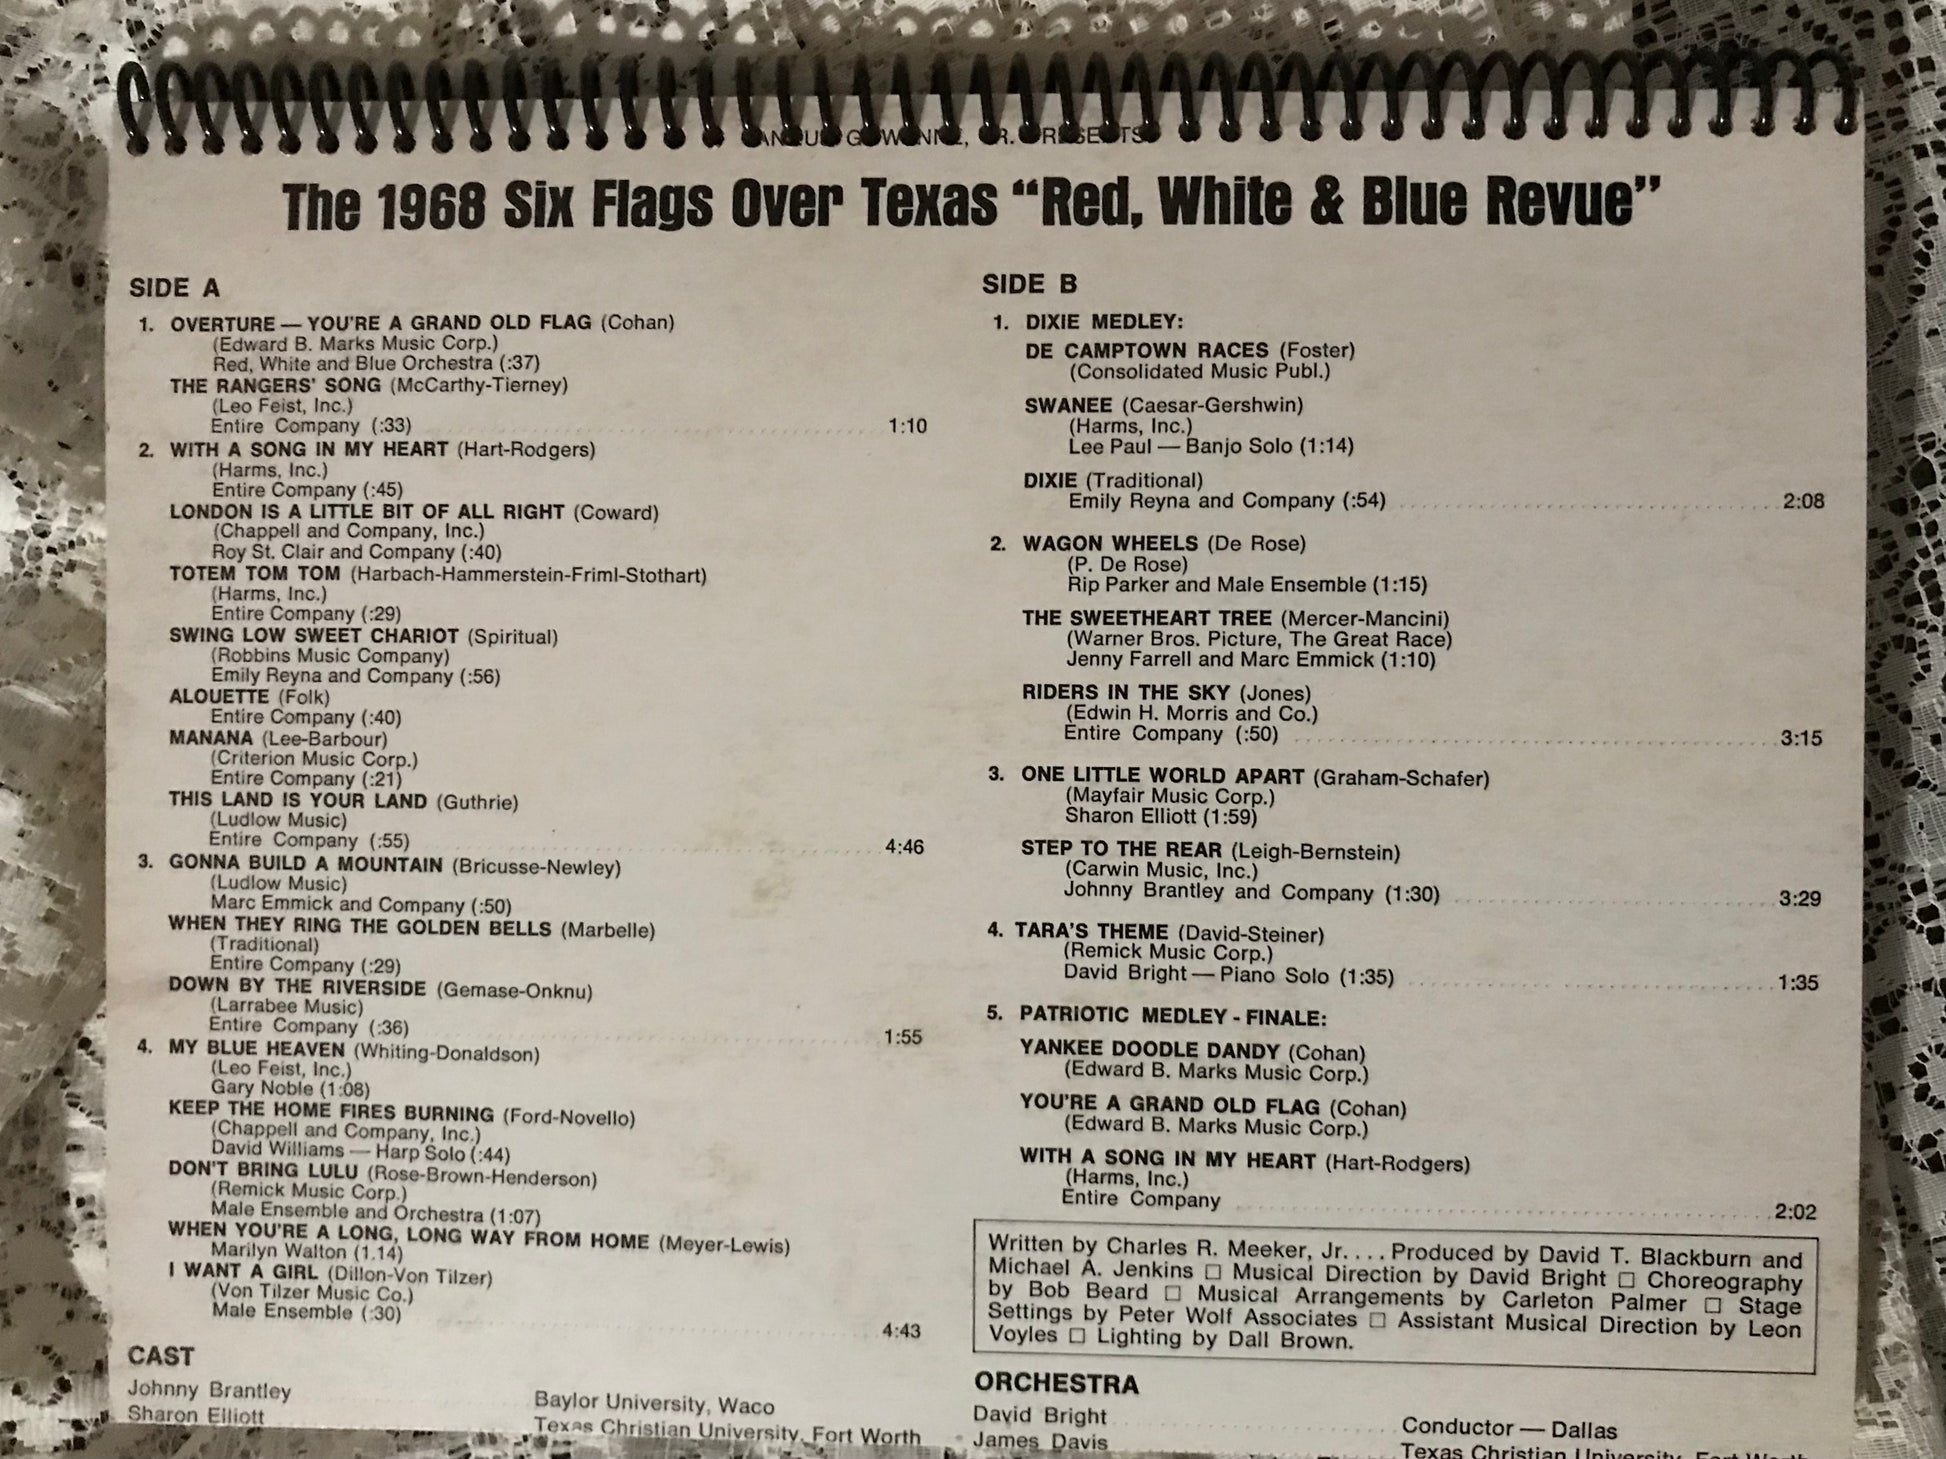 The 1968 Six Flags Over Texas “Red, White & Blue Revue”
SIDE A
1. OVERTURE — YOU'RE A GRAND OLD FLAG (Cohan)
(Edward B. Marks Music Corp.)
Red, White and Blue Orchestra (:37)
THE RANGERS' SONG (McCarthy-Tierney)
(Leo Feist, Inc.)
Entire Company (:33) 1:10
2. WITH A SONG IN MY HEART (Hart-Rodgers)
(Harms, Inc.)
Entire Company (:45)
LONDON IS A LITTLE BIT OF ALL RIGHT (Coward)
(Chappell and Company, Inc.)
Roy St. Clair and Company (:40)
TOTEM TOM TOM (Harbach-Hammerstein-Friml-Stothart)
(Harms, Inc.)
Entire Company (:29)
SWING LOW SWEET CHARIOT (Spiritual)
(Robbins Music Company)
Emily Reyna and Company (:56)
ALOUETTE (Folk)
Entire Company (:40)
MANANA (Lee-Barbour)
(Criterion Music Corp.)
Entire Company (:21)
THIS LAND IS YOUR LAND (Guthrie)
(Ludlow Music)
Entire Company (:55) 4:46
3. GONNA BUILD A MOUNTAIN (Bricusse-Newley)
(Ludlow Music)
Marc Emmick and Company (:50)
WHEN THEY RING THE GOLDEN BELLS (Marbelle)
(Traditional)
Entire Company (:29)
DOWN BY THE RIVERSIDE (Gemase-Onknu)
(Larrabee Music)
Entire Company (:36) 1:55
4. MY BLUE HEAVEN (Whiting-Donaldson)
(Leo Feist, Inc.)
Gary Noble (1:08)
KEEP THE HOME FIRES BURNING (Ford-Novello)
(Chappell and Company, Inc.)
David Williams — Harp Solo (:44)
DON'T BRING LULU (Rose-Brown-Henderson)
(Remick Music Corp.)
Male Ensemble and Orchestra (1:07)
WHEN YOU'RE A LONG, LONG WAY FROM HOME (Meyer-Lewis)
Marilyn Walton (1.14)
I WANT A GIRL (Dillon-Von Tilzer)
(Von Tilzer Music Co.)
Male Ensemble (:30) 4:43
CAST
Johnny Brantley Baylor University, Waco
Sharon Elliott Texas Christian University, Fort Worth
SIDE B
1. DIXIE MEDLEY:
DE CAMPTOWN RACES (Foster)
(Consolidated Music Publ.)
SWANEE (Caesar-Gershwin)
(Harms, Inc.)
Lee Paul — Banjo Solo (1:14)
DIXIE (Traditional)
Emily Reyna and Company (:54) 2:08
2. WAGON WHEELS (De Rose)
(P. De Rose)
Rip Parker and Male Ensemble (1:15)
THE SWEETHEART TREE (Mercer-Mancini)
(Warner Bros. Picture, The Great Race)
Jenny Farrell and Marc Emmick (1:10)
RIDERS IN THE SKY (Jones)
(Edwin H. Morris and Co.)
Entire Company (:50) 3:15
3. ONE LITTLE WORLD APART (Graham-Schafer)
(Mayfair Music Corp.)
Sharon Elliott (1:59)
STEP TO THE REAR (Leigh-Bernstein)
(Carwin Music, Inc.)
Johnny Brantley and Company (1:30) 3:29
4. TARA'S THEME (David-Steiner)
(Remick Music Corp.)
David Bright — Piano Solo (1:35) 1:35
5. PATRIOTIC MEDLEY - FINALE:
YANKEE DOODLE DANDY (Cohan)
(Edward B. Marks Music Corp.)
YOU'RE A GRAND OLD FLAG (Cohan)
(Edward B. Marks Music Corp.)
WITH A SONG IN MY HEART (Hart-Rodgers)
(Harms, Inc.)
Entire Company 2:02
Written by Charles R. Meeker, Jr.... Produced by David T. Blackburn and
Michael A. Jenkins □ Musical Direction by David Bright □ Choreography
by Bob Beard □ Musical Arrangements by Carleton Palmer □ Stage
Settings by Peter Wolf Associates □ Assistant Musical Direction by Leon
Voyles □ Lighting by Dall Brown.
ORCHESTRA
David Bright Conductor — Dallas
James Davis Texas Christian University, Fort Worth